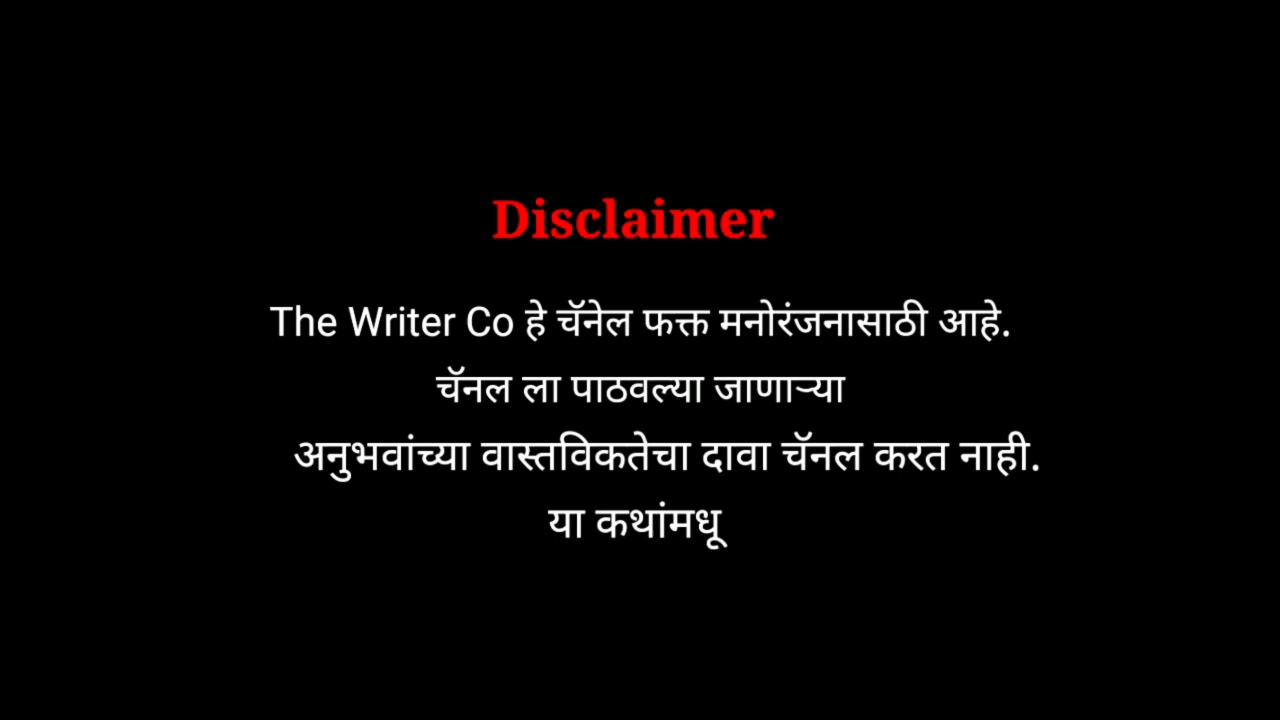 Disclaimer
The Writer Co हे चॅनेल फक्त मनोरंजनासाठी आहे.
चॅनल ला पाठवल्या जाणाऱ्या
अनुभवांच्या वास्तविकतेचा दावा चॅनल करत नाही.
या कथांमधू